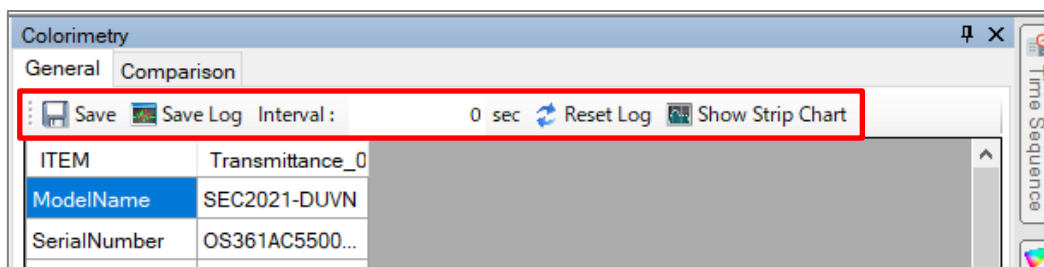 Colorimetry
General Comparison
Save Save Log Interval : 0 sec Reset Log Show Strip Chart
ITEM Transmittance_0
ModelName SEC2021-DUVN
SerialNumber OS361AC5500...
Time Sequence